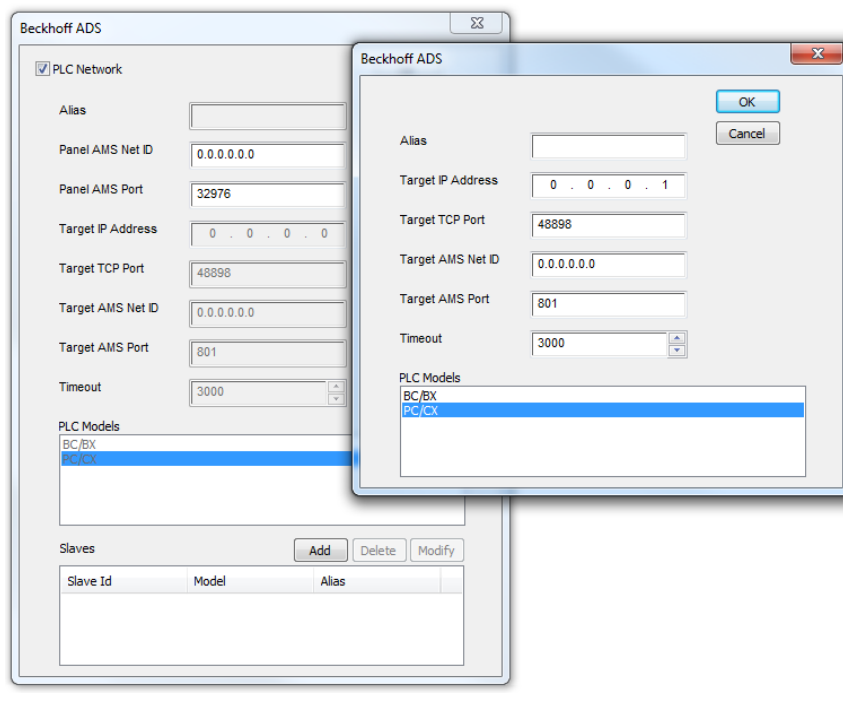 Beckhoff ADS
PLC Network
Alias
Panel AMS Net ID
0.0.0.0.0.0
Panel AMS Port
32976
Target IP Address
0 . 0 . 0 . 0
Target TCP Port
48898
Target AMS Net ID
0.0.0.0.0.0
Target AMS Port
801
Timeout
3000
PLC Models
BC/BX
PC/CX
Slaves
Add
Delete
Modify
Slave Id
Model
Alias
Beckhoff ADS
OK
Cancel
Alias
Target IP Address
0 . 0 . 0 . 1
Target TCP Port
48898
Target AMS Net ID
0.0.0.0.0.0
Target AMS Port
801
Timeout
3000
PLC Models
BC/BX
PC/CX